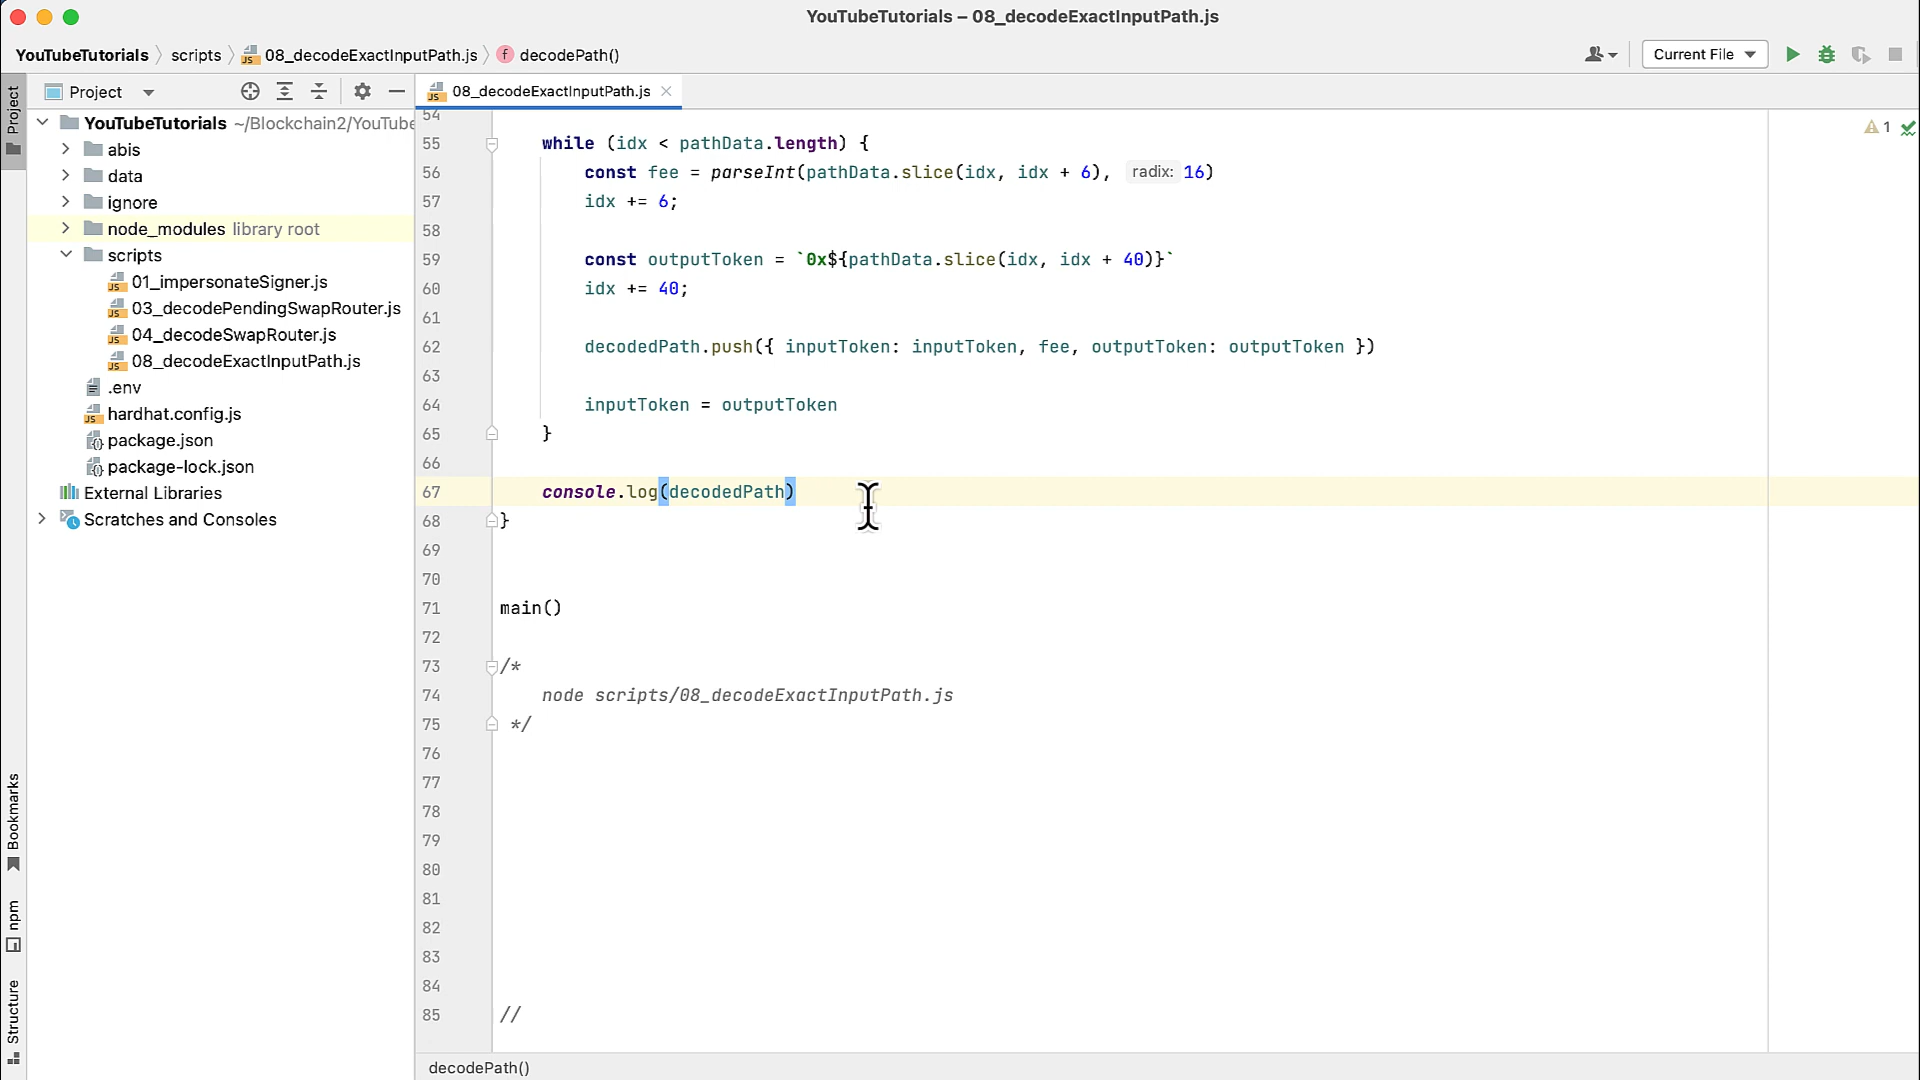 YouTubeTutorials – 08_decodeExactInputPath.js
YouTubeTutorials scripts 08_decodeExactInputPath.js decodePath()
Current File
Project
08_decodeExactInputPath.js
Project
YouTubeTutorials ~/Blockchain2/YouTube
abis
data
ignore
node_modules library root
scripts
01_impersonateSigner.js
03_decodePendingSwapRouter.js
04_decodeSwapRouter.js
08_decodeExactInputPath.js
.env
hardhat.config.js
package.json
package-lock.json
External Libraries
Scratches and Consoles
Bookmarks
npm
Structure
1
54
55 while (idx < pathData.length) {
56 const fee = parseInt(pathData.slice(idx, idx + 6), radix: 16)
57 idx += 6;
58
59 const outputToken = `0x${pathData.slice(idx, idx + 40)}`
60 idx += 40;
61
62 decodedPath.push({ inputToken: inputToken, fee, outputToken: outputToken })
63
64 inputToken = outputToken
65 }
66
67 console.log(decodedPath)
68 }
69
70
71 main()
72
73 /*
74 node scripts/08_decodeExactInputPath.js
75 */
76
77
78
79
80
81
82
83
84
85 //
decodePath()